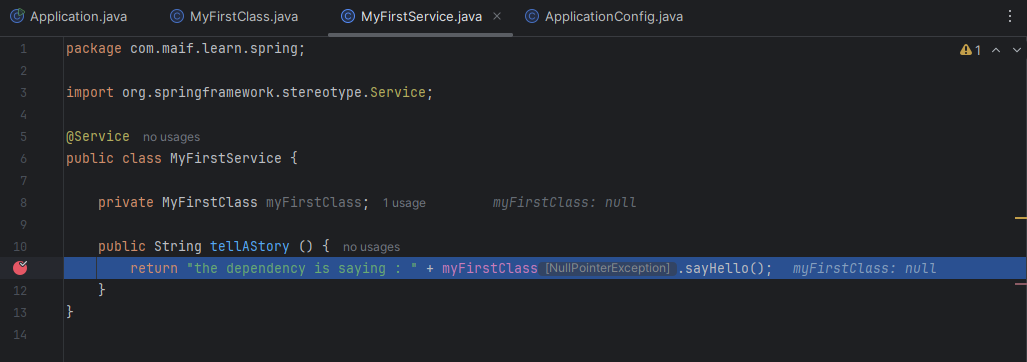 Application.java MyFirstClass.java MyFirstService.java × ApplicationConfig.java
1 package com.maif.learn.spring; 1
2
3 import org.springframework.stereotype.Service;
4
5 @Service no usages
6 public class MyFirstService {
7
8 private MyFirstClass myFirstClass; 1 usage myFirstClass: null
9
10 public String tellAStory () { no usages
return "the dependency is saying : " + myFirstClass [NullPointerException] .sayHello(); myFirstClass: null
12 }
13 }
14